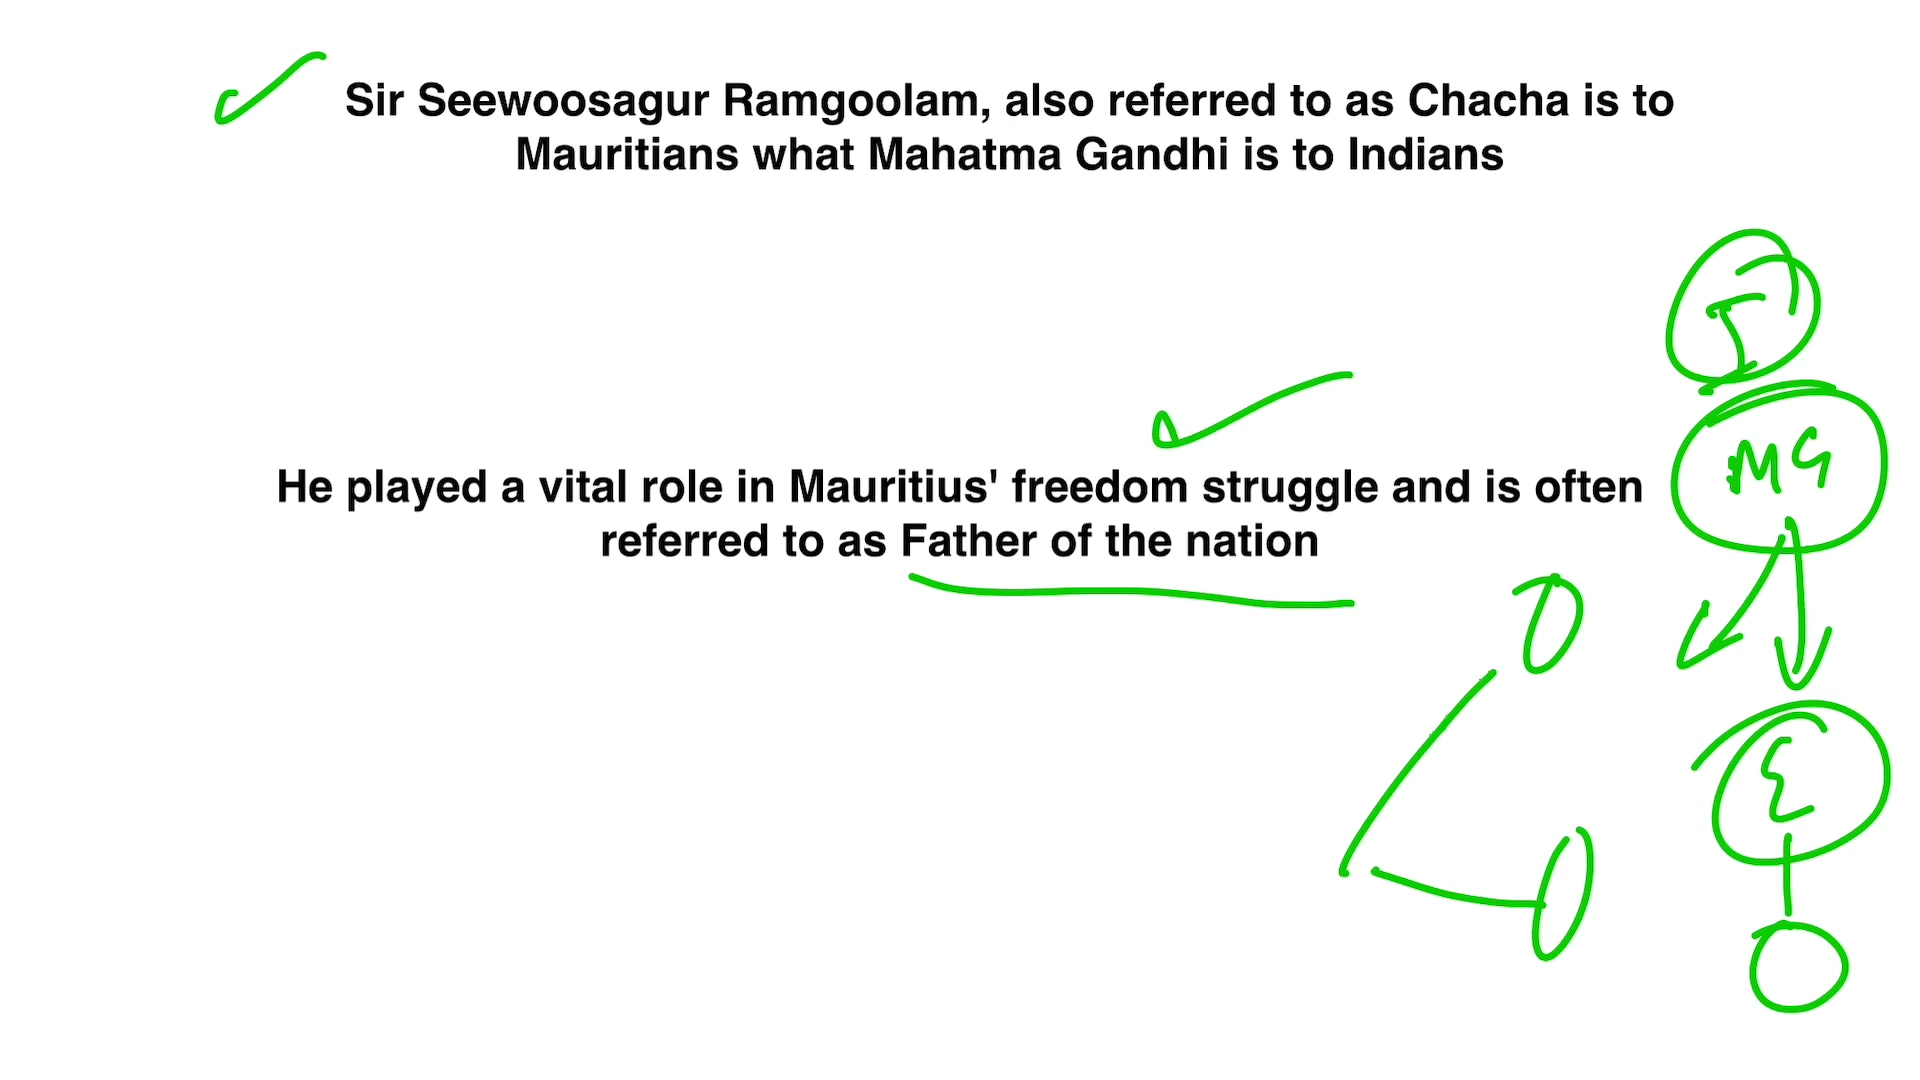 Sir Seewoosagur Ramgoolam, also referred to as Chacha is to
Mauritians what Mahatma Gandhi is to Indians
I
He played a vital role in Mauritius' freedom struggle and is often
referred to as Father of the nation
MG
E